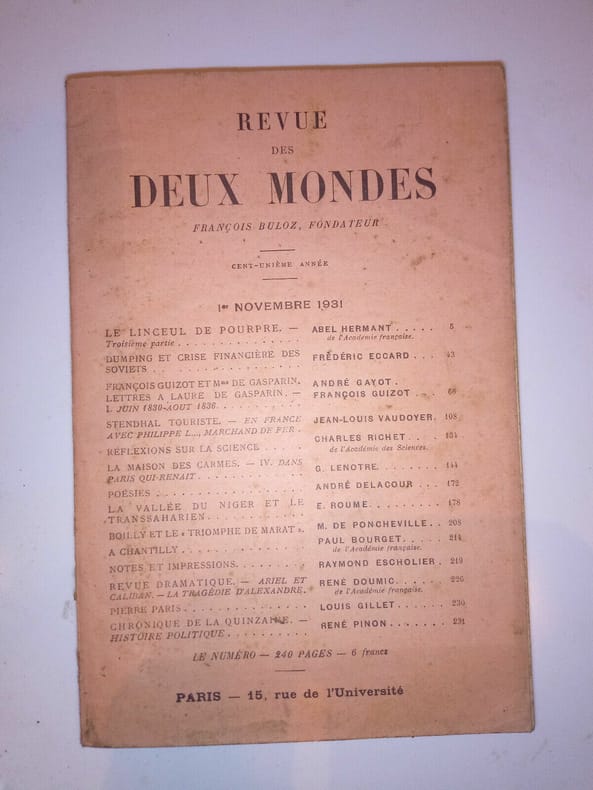 REVUE
DES
DEUX MONDES
FRANÇOIS BULOZ, FONDATEUR
CENT-UNIÈME ANNÉE
1er NOVEMBRE 1931
LE LINCEUL DE POURPRE. — ABEL HERMANT . . . . . 5
Troisième partie . . . . . . . . . . . . . . . de l'Académie française.
DUMPING ET CRISE FINANCIÈRE DES FRÉDÉRIC ECCARD . . . 43
SOVIETS . . . . . . . . . . . . . . . . .
FRANÇOIS GUIZOT ET Mme DE GASPARIN. ANDRÉ GAYOT.
LETTRES A LAURE DE GASPARIN. — FRANÇOIS GUIZOT . . . 66
I. JUIN 1830-AOUT 1836. . . . . . . . . .
STENDHAL TOURISTE. — EN FRANCE JEAN-LOUIS VAUDOYER. 108
AVEC PHILIPPE L..., MARCHAND DE FER .
RÉFLEXIONS SUR LA SCIENCE . . . . . CHARLES RICHET . . . 134
de l'Académie des Sciences.
LA MAISON DES CARMES. — IV. DANS G. LENOTRE. . . . . . . 144
PARIS QUI RENAIT. . . . . . . . . . . . .
POÉSIES . . . . . . . . . . . . . . . . . ANDRÉ DELACOUR . . . 172
LA VALLÉE DU NIGER ET LE E. ROUME. . . . . . . . . 178
TRANSSAHARIEN. . . . . . . . . . . . .
BOILLY ET LE « TRIOMPHE DE MARAT ». M. DE PONCHEVILLE . . 208
A CHANTILLY . . . . . . . . . . . . . . . PAUL BOURGET. . . . . 214
de l'Académie française.
NOTES ET IMPRESSIONS. . . . . . . . RAYMOND ESCHOLIER . 219
REVUE DRAMATIQUE. — ARIEL ET RENÉ DOUMIC. . . . . . 226
CALIBAN. — LA TRAGÉDIE D'ALEXANDRE. de l'Académie française.
PIERRE PARIS . . . . . . . . . . . . . . LOUIS GILLET. . . . . . 230
CHRONIQUE DE LA QUINZAINE. — RENÉ PINON . . . . . . . 231
HISTOIRE POLITIQUE . . . . . . . . . .
LE NUMÉRO — 240 PAGES — 6 francs
PARIS — 15, rue de l'Université